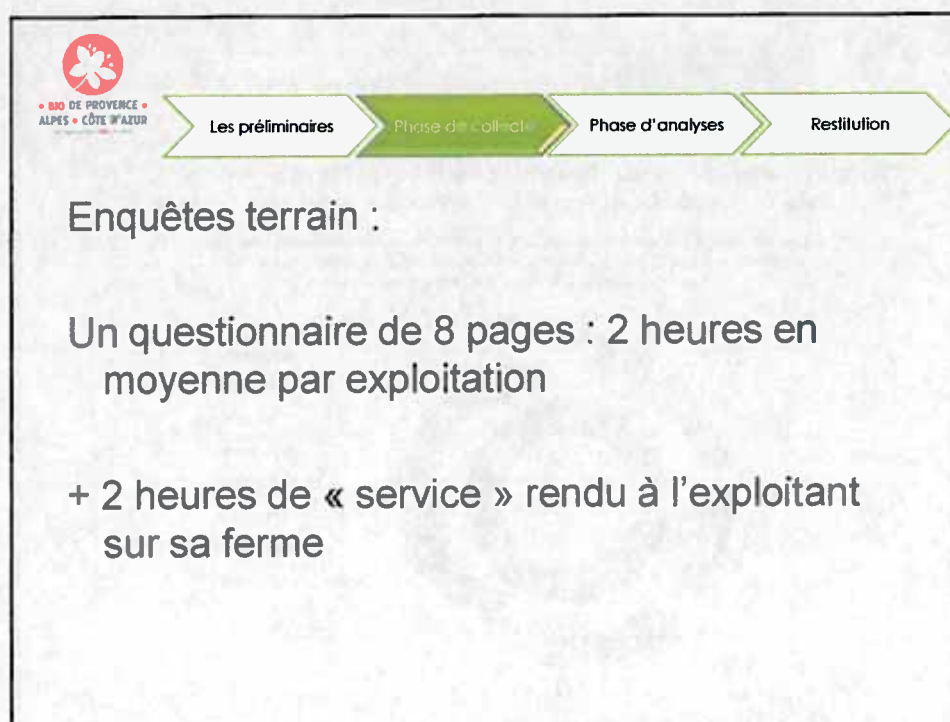 • BIO DE PROVENCE •
ALPES • CÔTE D'AZUR
Les préliminaires
Phase de collecte
Phase d'analyses
Restitution
Enquêtes terrain :
Un questionnaire de 8 pages : 2 heures en
moyenne par exploitation
+ 2 heures de « service » rendu à l'exploitant
sur sa ferme